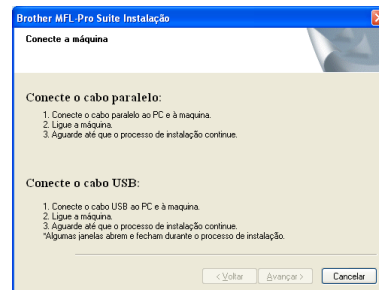 Brother MFL-Pro Suite Instalação
Conecte a máquina
Conecte o cabo paralelo:
1. Conecte o cabo paralelo ao PC e à maquina.
2. Ligue a máquina.
3. Aguarde até que o processo de instalação continue.
Conecte o cabo USB:
1. Conecte o cabo USB ao PC e à maquina.
2. Ligue a máquina.
3. Aguarde até que o processo de instalação continue.
*Algumas janelas abrem e fecham durante o processo de instalação.
< Voltar
Avançar >
Cancelar